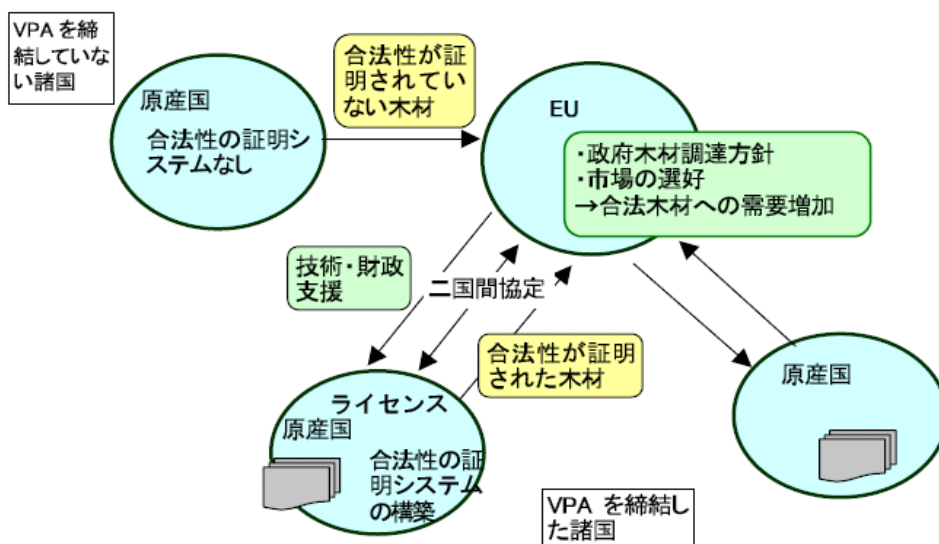 VPAを締
結していな
い諸国
原産国
合法性の証明シ
ステムなし
合法性が証
明されてい
ない木材
EU
・政府木材調達方針
・市場の選好
→合法木材への需要増加
技術・財政
支援
二国間協定
合法性が証明
された木材
ライセンス
原産国
合法性の証
明システム
の構築
原産国
VPA を締結し
た諸国